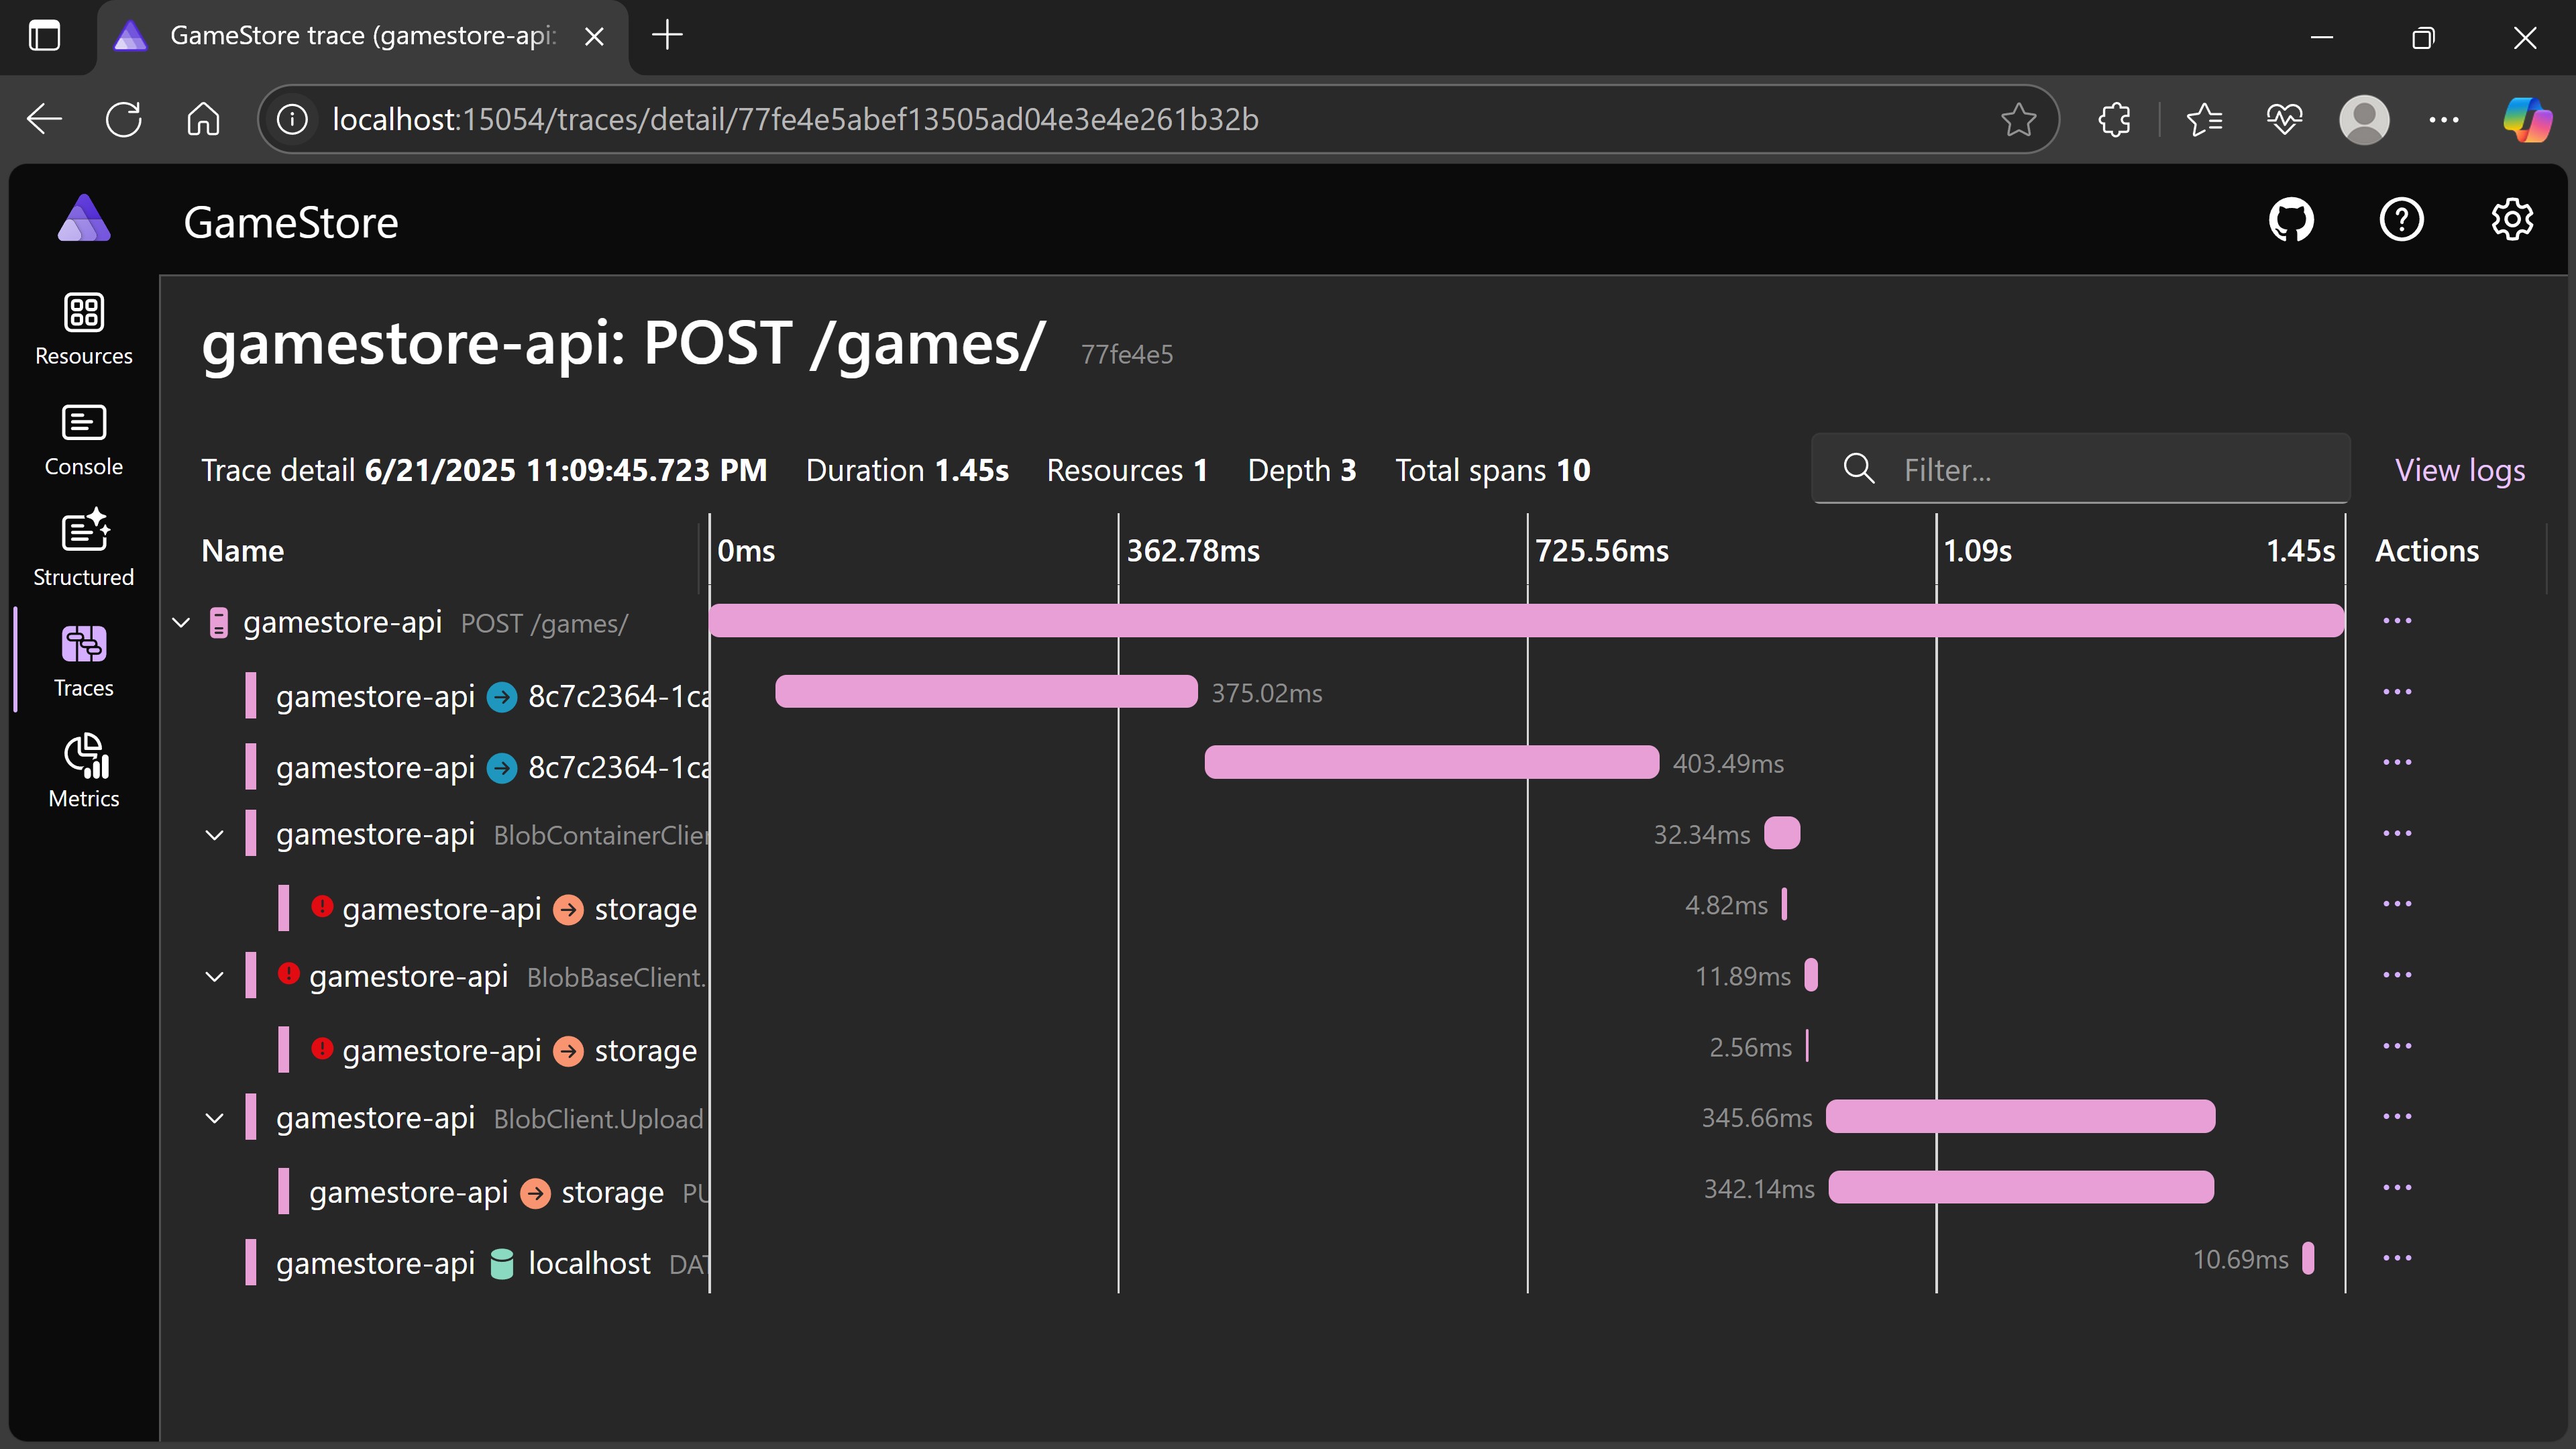 GameStore trace (gamestore-api:
localhost:15054/traces/detail/77fe4e5abef13505ad04e3e4e261b32b
GameStore
Resources
Console
Structured
Traces
Metrics
gamestore-api: POST /games/ 77fe4e5
Trace detail 6/21/2025 11:09:45.723 PM Duration 1.45s Resources 1 Depth 3 Total spans 10 Filter... View logs
Name 0ms 362.78ms 725.56ms 1.09s 1.45s Actions
gamestore-api POST /games/
gamestore-api 8c7c2364-1ca 375.02ms
gamestore-api 8c7c2364-1ca 403.49ms
gamestore-api BlobContainerClien 32.34ms
gamestore-api storage 4.82ms
gamestore-api BlobBaseClient. 11.89ms
gamestore-api storage 2.56ms
gamestore-api BlobClient.Upload 345.66ms
gamestore-api storage PU 342.14ms
gamestore-api localhost DAT 10.69ms